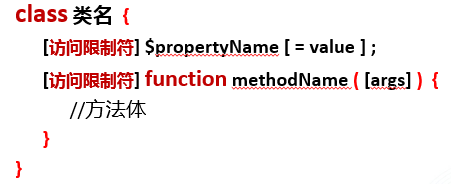 class 类名 {
[访问限制符] $propertyName [ = value ] ;
[访问限制符] function methodName ( [args] ) {
//方法体
}
}